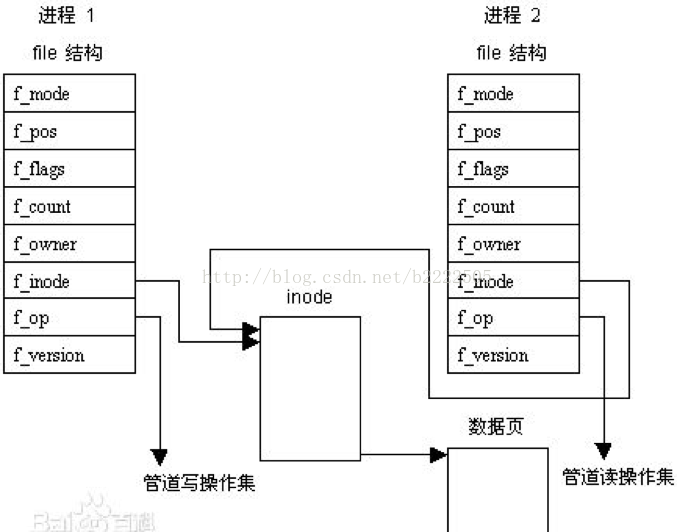 进程 1
file 结构
f_mode
f_pos
f_flags
f_count
f_owner
f_inode
f_op
f_version
管道写操作集
进程 2
file 结构
f_mode
f_pos
f_flags
f_count
f_owner
f_inode
f_op
f_version
管道读操作集
http://blog.csdn.net/b2222505
inode
数据页
Bai百科